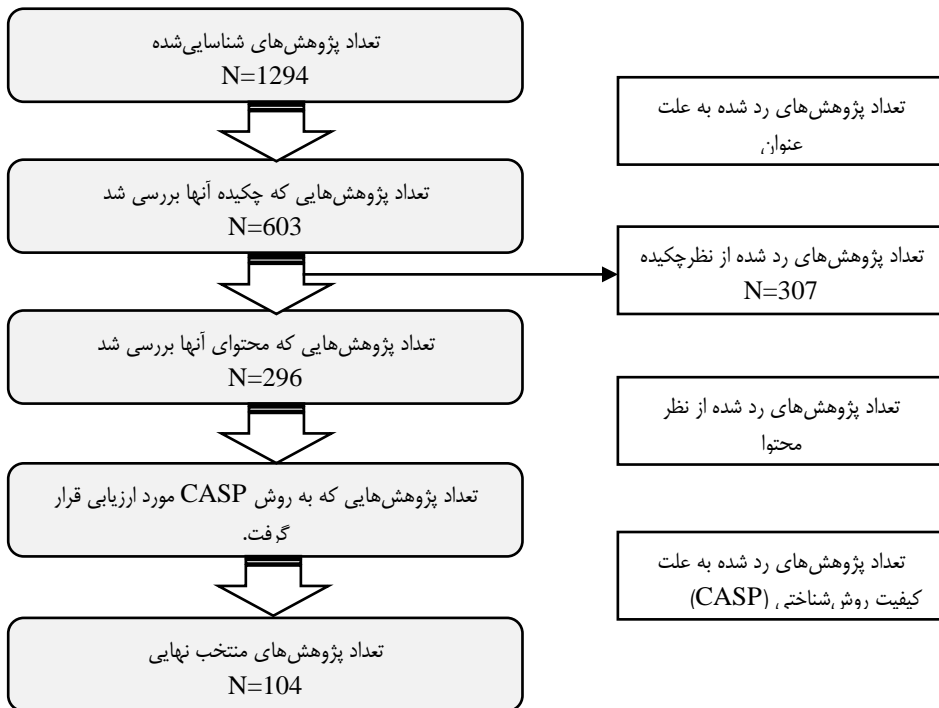 تعداد پژوهش‌های شناسایی‌شده
N=1294
تعداد پژوهش‌های رد شده به علت
عنوان
تعداد پژوهش‌هایی که چکیده آنها بررسی شد
N=603
تعداد پژوهش‌های رد شده از نظرچکیده
N=307
تعداد پژوهش‌هایی که محتوای آنها بررسی شد
N=296
تعداد پژوهش‌های رد شده از نظر
محتوا
تعداد پژوهش‌هایی که به روش CASP مورد ارزیابی قرار
گرفت.
تعداد پژوهش‌های رد شده به علت
کیفیت روش‌شناختی (CASP)
تعداد پژوهش‌های منتخب نهایی
N=104